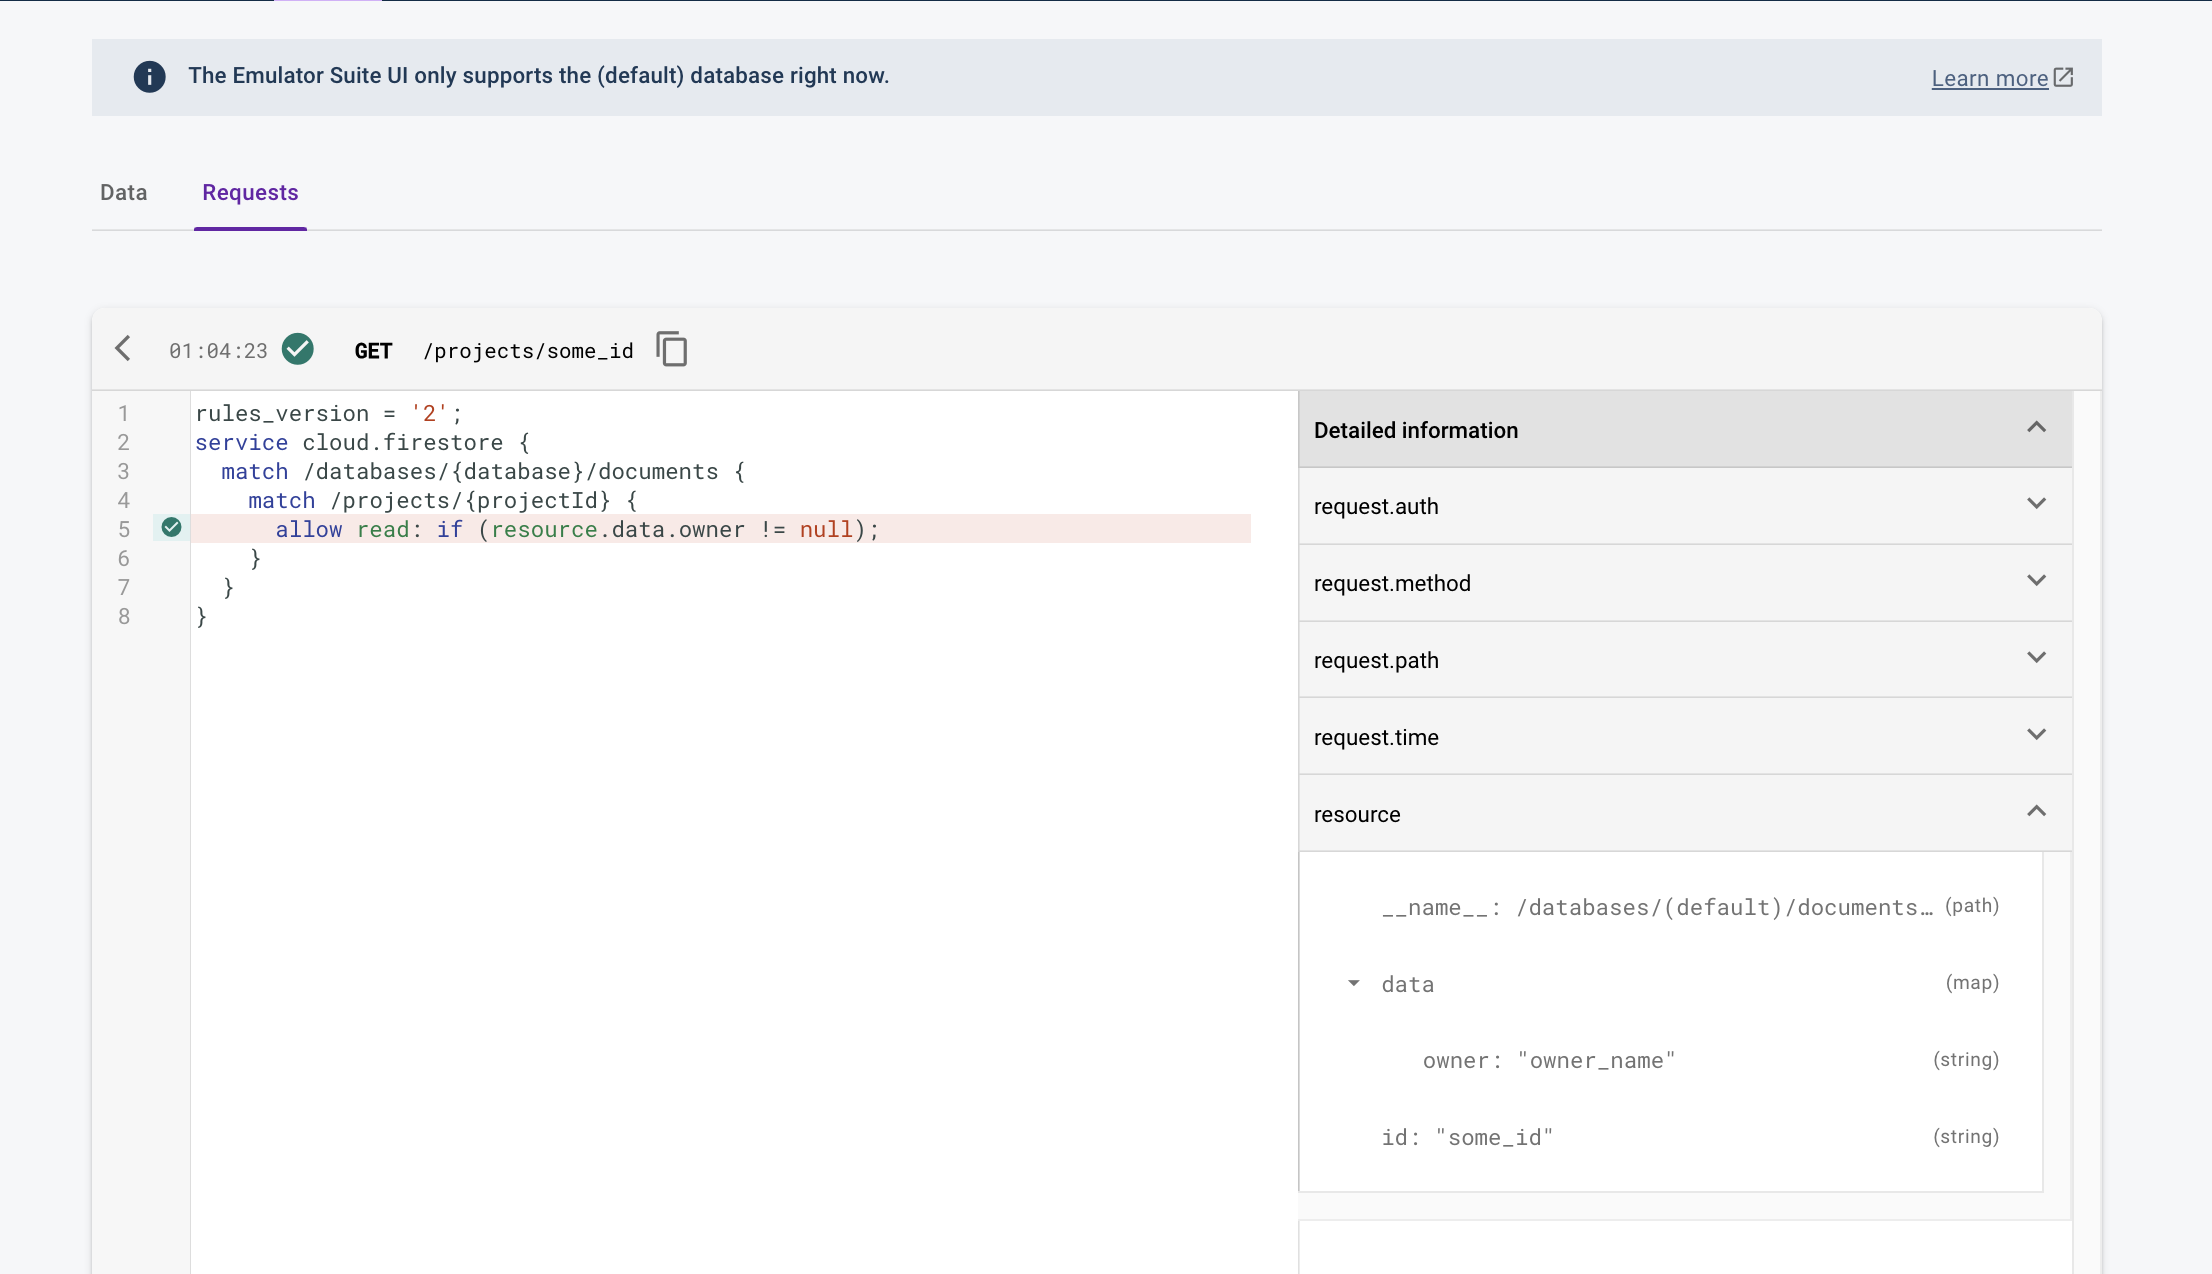 The Emulator Suite UI only supports the (default) database right now.
Learn more
Data
Requests
01:04:23 GET /projects/some_id
1 rules_version = '2';
2 service cloud.firestore {
3 match /databases/{database}/documents {
4 match /projects/{projectId} {
5 allow read: if (resource.data.owner != null);
6 }
7 }
8 }
Detailed information
request.auth
request.method
request.path
request.time
resource
__name__: /databases/(default)/documents… (path)
data (map)
owner: "owner_name" (string)
id: "some_id" (string)